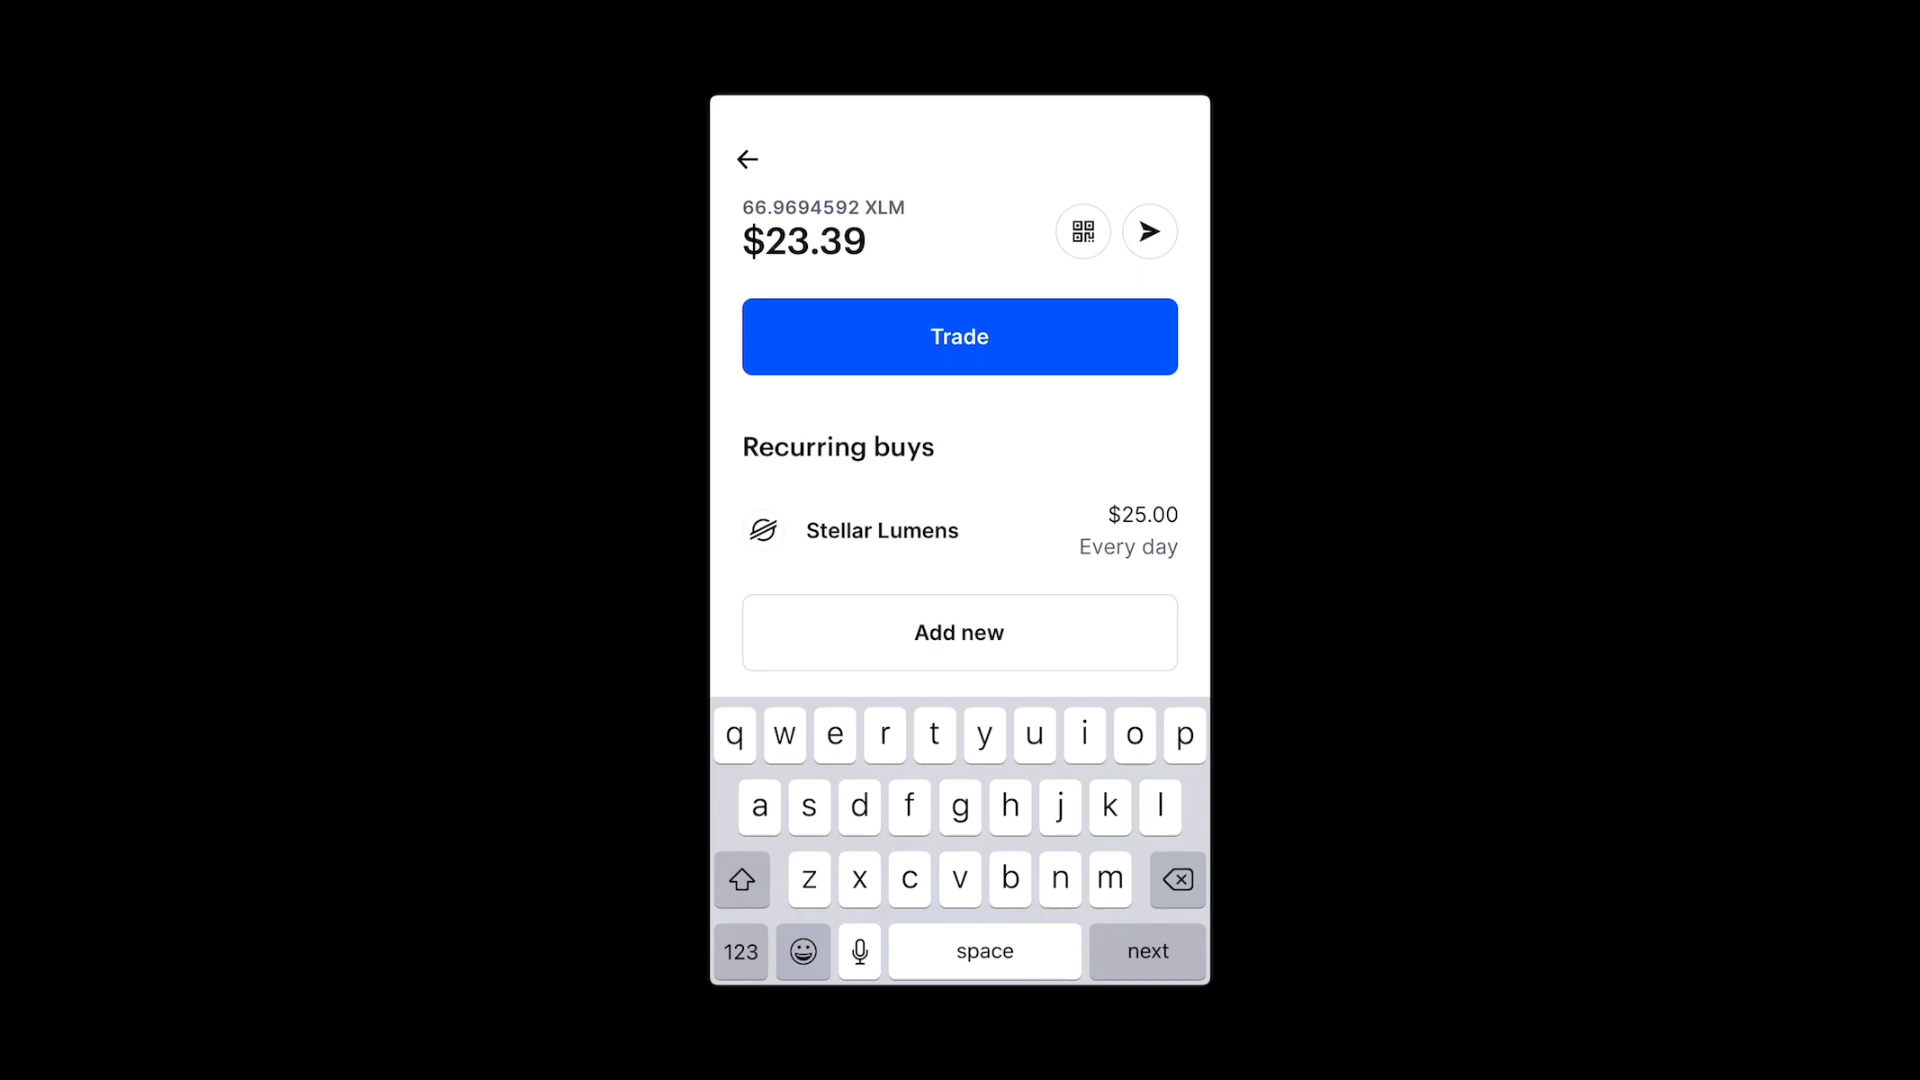 66.9694592 XLM
$23.39
Trade
Recurring buys
Stellar Lumens
$25.00
Every day
Add new
q w e r t y u i o p
a s d f g h j k l
z x c v b n m
123 space next